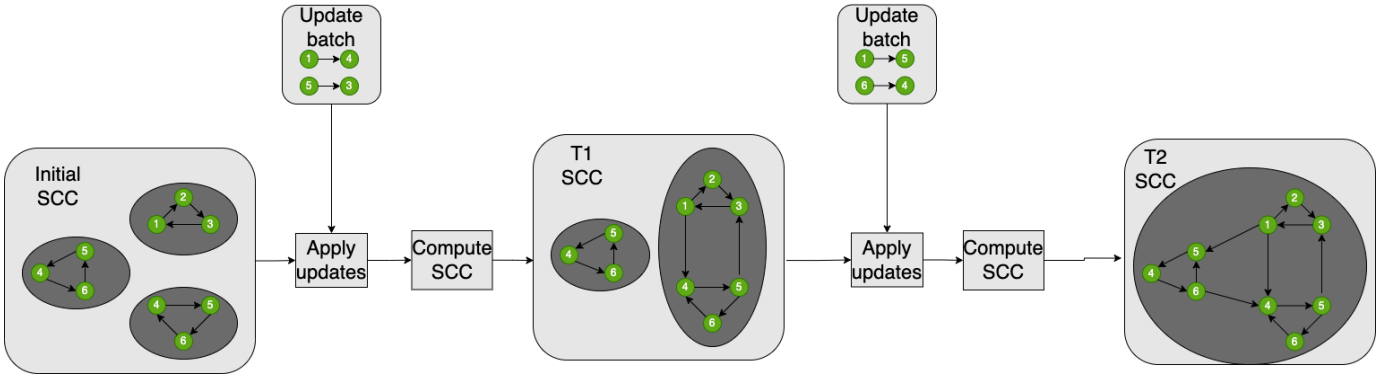 Update
batch
1 4
5 3
Update
batch
1 5
6 4
Initial
SCC
2
1 3
5
4
6
4 5
6
Apply
updates
Compute
SCC
T1
SCC
5
4
6
2
1 3
4 5
6
Apply
updates
Compute
SCC
T2
SCC
2
1 3
5
4
6
4 5
6